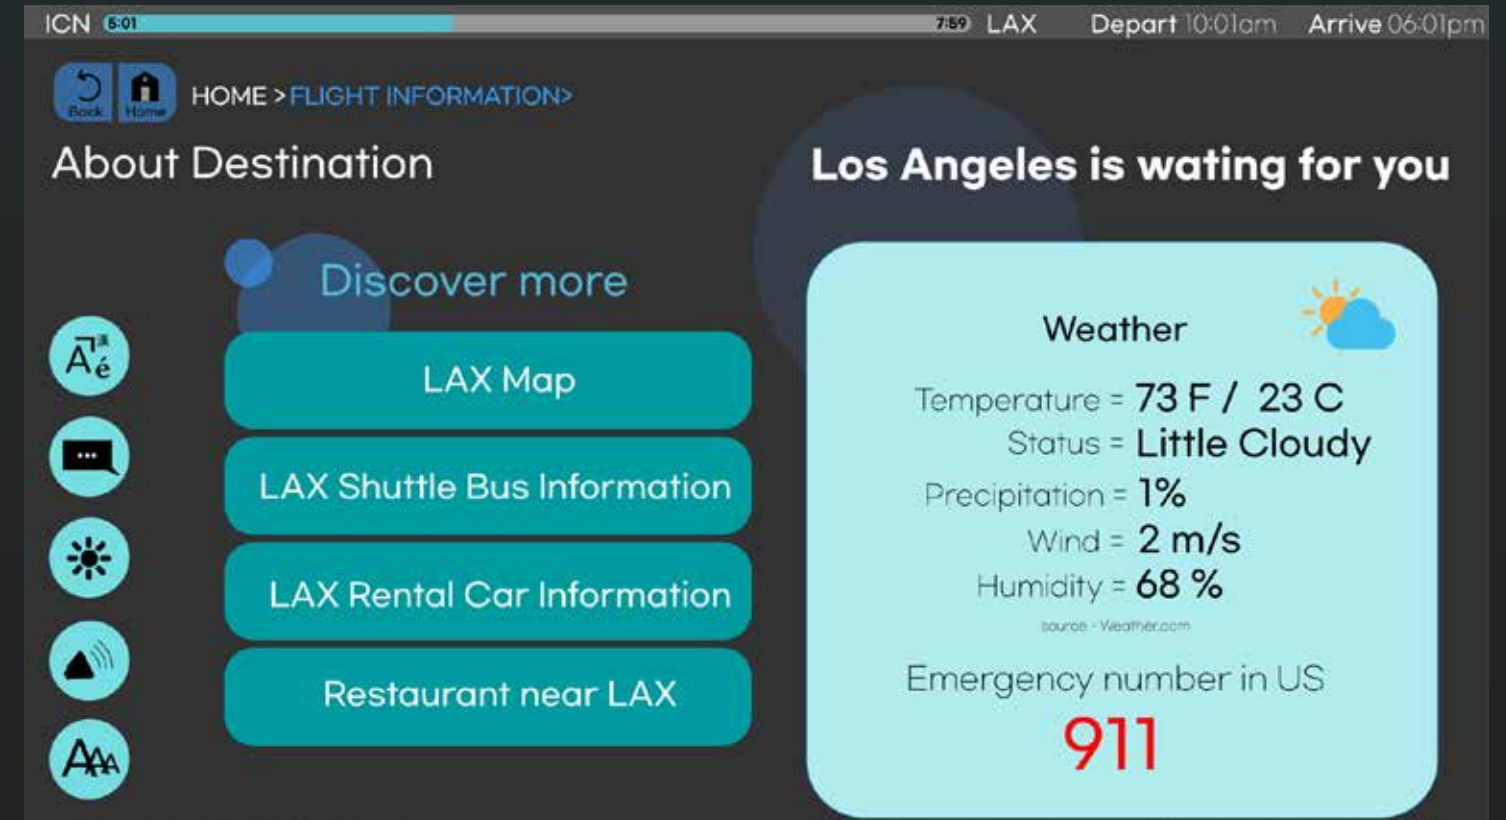 ICN 5:01 7:59 LAX Depart 10:01am Arrive 06:01pm
Back Home HOME > FLIGHT INFORMATION>
About Destination
Los Angeles is wating for you
Discover more
LAX Map
LAX Shuttle Bus Information
LAX Rental Car Information
Restaurant near LAX
Weather
Temperature = 73 F / 23 C
Status = Little Cloudy
Precipitation = 1%
Wind = 2 m/s
Humidity = 68 %
source - Weather.com
Emergency number in US
911
A é
AAA